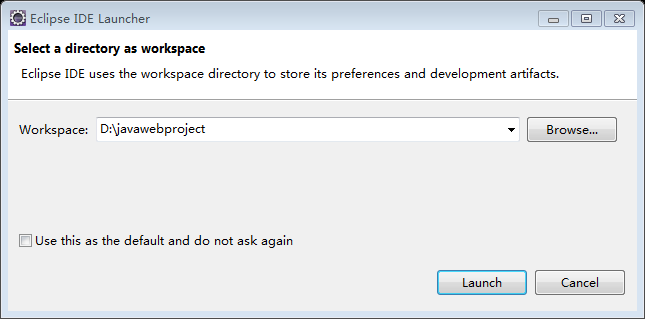 Eclipse IDE Launcher
Select a directory as workspace
Eclipse IDE uses the workspace directory to store its preferences and development artifacts.
Workspace: D:\javawebproject Browse...
Use this as the default and do not ask again
Launch Cancel